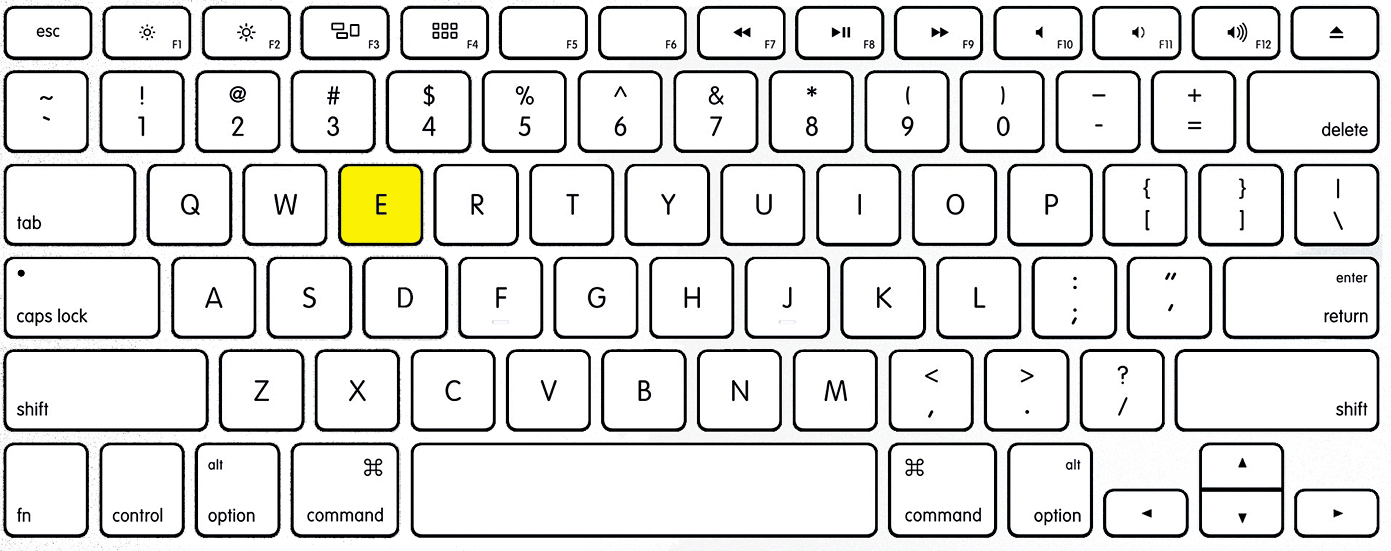 esc F1 F2 F3 F4 F5 F6 F7 F8 F9 F10 F11 F12
~ ! @ # $ % ^ & * ( ) – +
` 1 2 3 4 5 6 7 8 9 0 - = delete
tab Q W E R T Y U I O P { [ } ] | \
caps lock A S D F G H J K L : ; " ' enter return
shift Z X C V B N M < , > . ? / shift
fn control alt option ⌘ command ⌘ command alt option ◄ ▲ ▼ ►